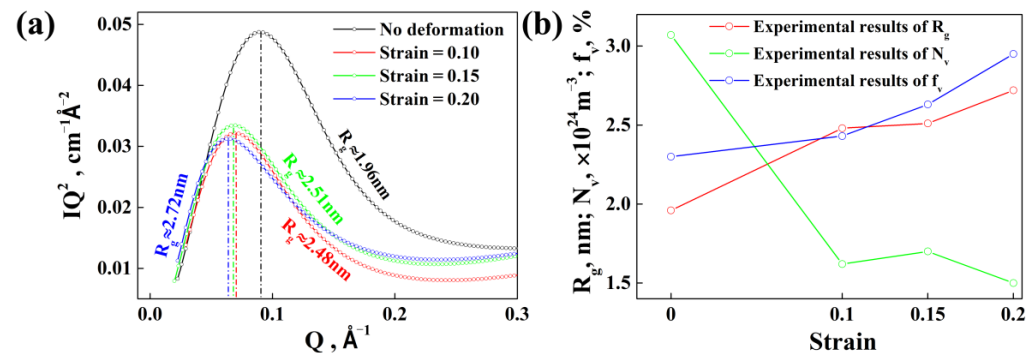 (a)
0.05
0.04
0.03
0.02
0.01
IQ², cm⁻¹Å⁻²
No deformation
Strain = 0.10
Strain = 0.15
Strain = 0.20
Rg≈1.96nm
Rg≈2.51nm
Rg≈2.48nm
Rg≈2.72nm
0.0 0.1 0.2 0.3
Q , Å⁻¹
(b)
3.0
2.5
2.0
1.5
Rg, nm; Nv, ×10²⁴m⁻³; fv, %
Experimental results of Rg
Experimental results of Nv
Experimental results of fv
0 0.1 0.15 0.2
Strain